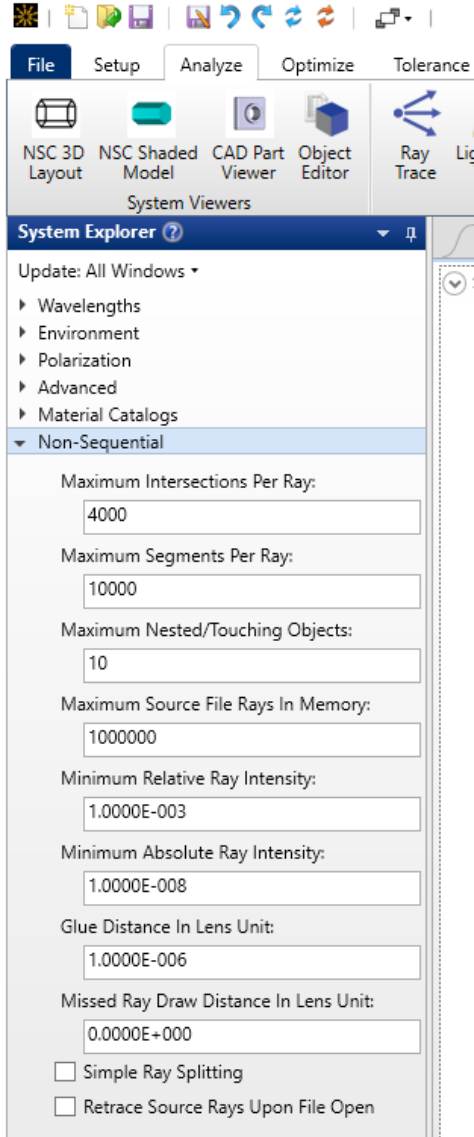 File Setup Analyze Optimize Tolerance
NSC 3D Layout
NSC Shaded Model
CAD Part Viewer
Object Editor
Ray Trace
System Viewers
System Explorer ?
Update: All Windows
Wavelengths
Environment
Polarization
Advanced
Material Catalogs
Non-Sequential
Maximum Intersections Per Ray:
4000
Maximum Segments Per Ray:
10000
Maximum Nested/Touching Objects:
10
Maximum Source File Rays In Memory:
1000000
Minimum Relative Ray Intensity:
1.0000E-003
Minimum Absolute Ray Intensity:
1.0000E-008
Glue Distance In Lens Unit:
1.0000E-006
Missed Ray Draw Distance In Lens Unit:
0.0000E+000
Simple Ray Splitting
Retrace Source Rays Upon File Open